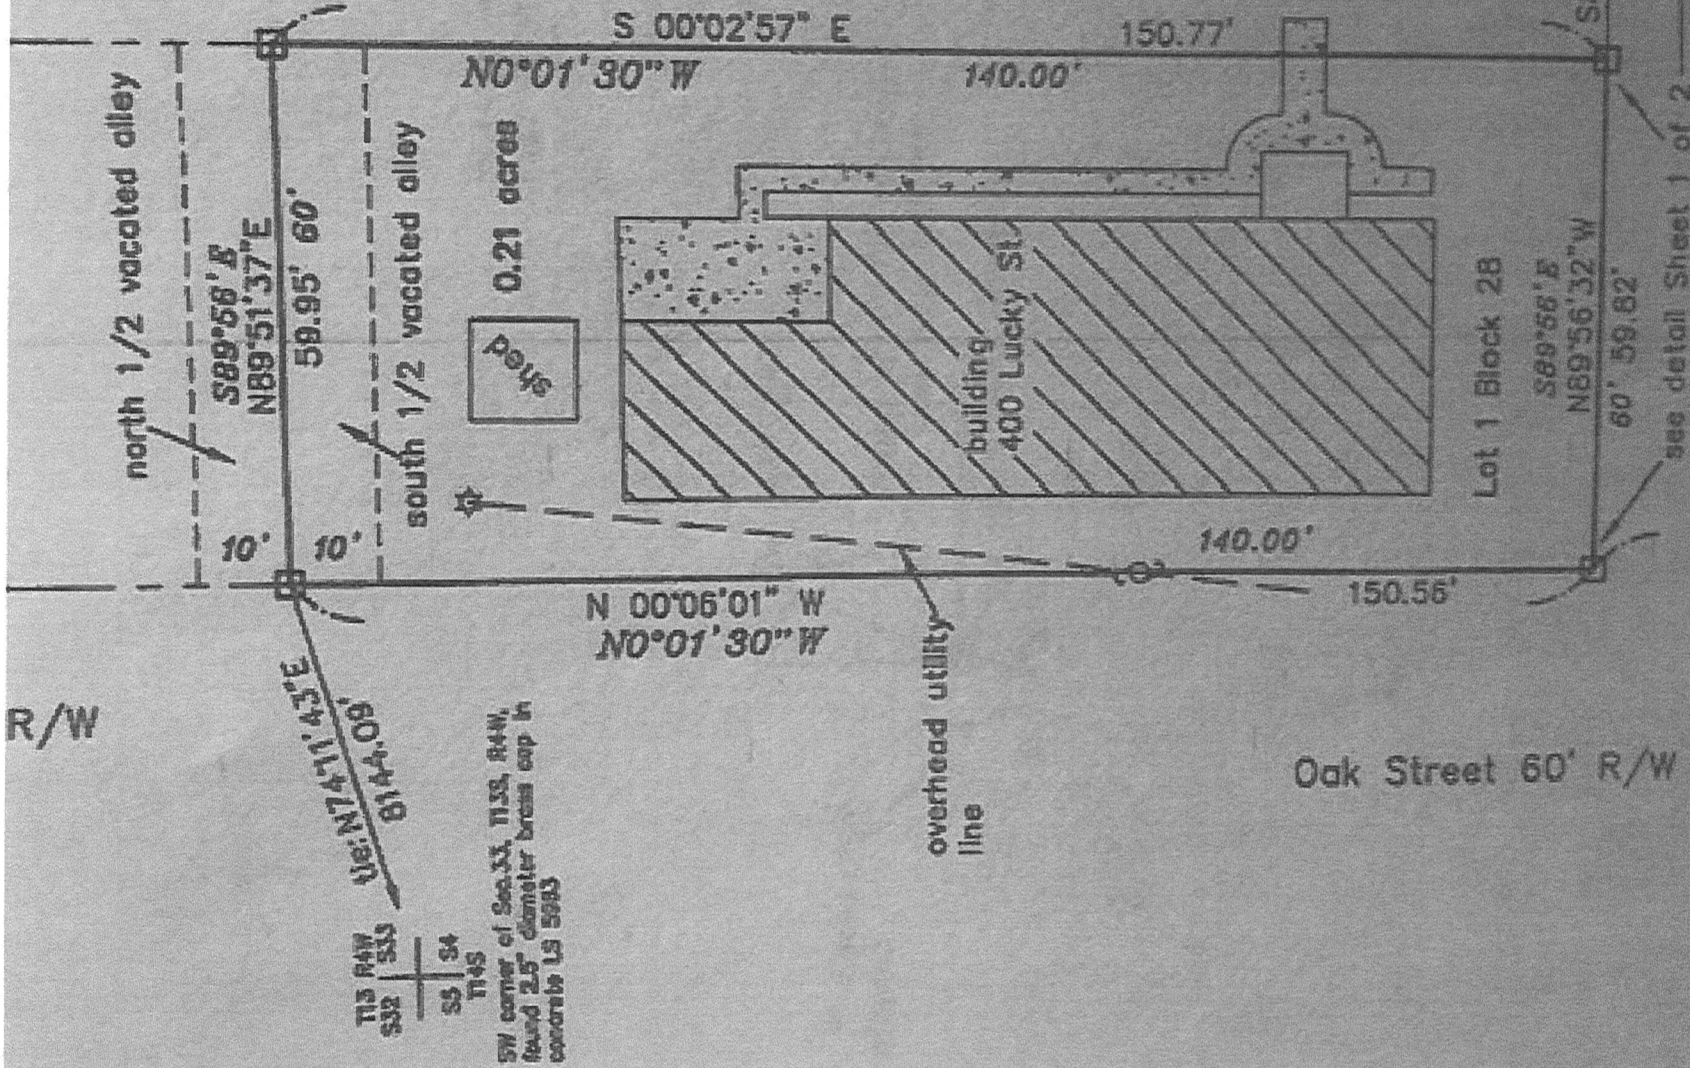 S 00°02'57" E
150.77'
N0°01'30"W
140.00'
north 1/2 vacated alley
S89°58'E
N89°51'37"E
59.95' 60'
south 1/2 vacated alley
0.21 acres
shed
building
400 Lucky St
Lot 1 Block 28
S89°56'E
N89°56'32"W
60' 59.82'
see detail Sheet 1 of 2
10'
10'
140.00'
150.56'
N 00°06'01" W
N0°01'30"W
overhead utility
line
R/W
Oak Street 60' R/W
tie: N74°11'43"E
8144.09'
T13 R4W
S32 S33
S5 S4
T14S
SW corner of Sec.33, T13S, R4W,
found 2.5" diameter brass cap in
concrete LS 5983